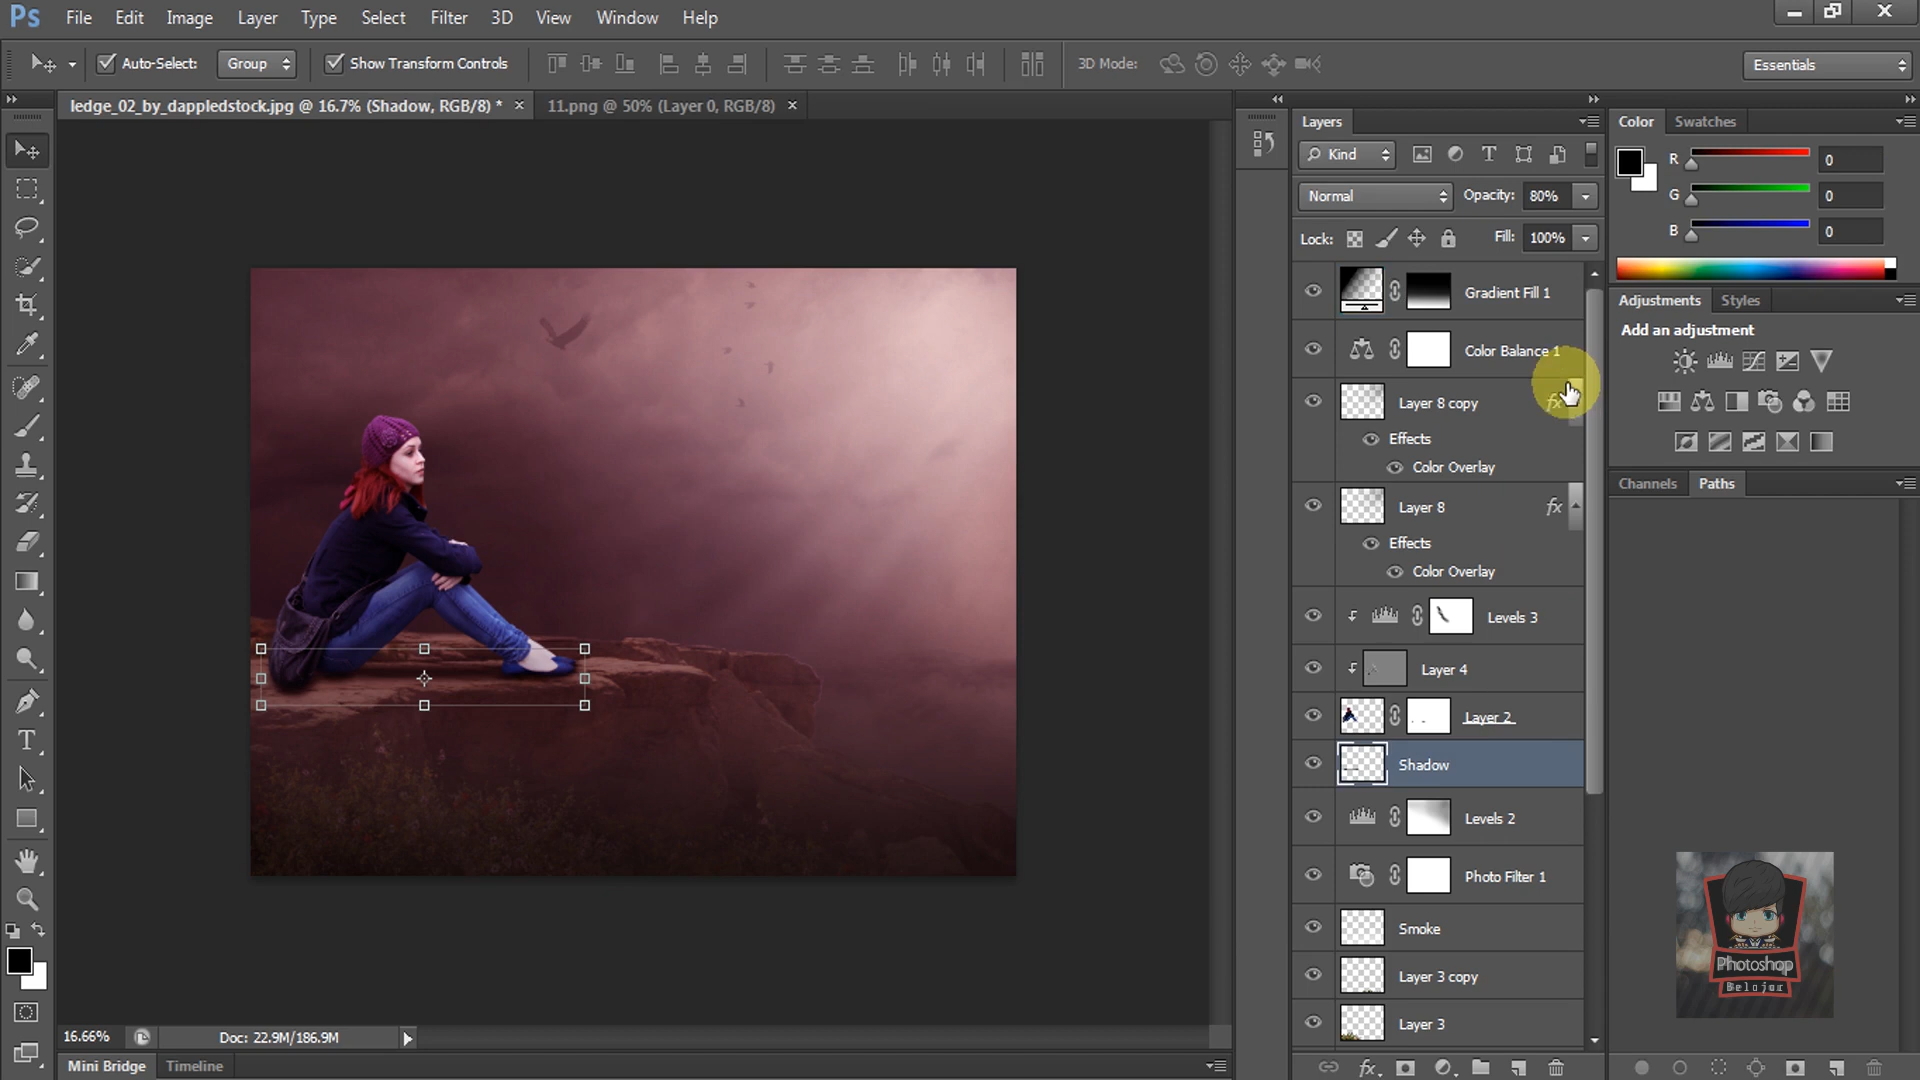 Ps File Edit Image Layer Type Select Filter 3D View Window Help
Auto-Select: Group Show Transform Controls 3D Mode: Essentials
ledge_02_by_dappledstock.jpg @ 16.7% (Shadow, RGB/8) * × 11.png @ 50% (Layer 0, RGB/8) ×
Layers
Kind
Normal Opacity: 80%
Lock: Fill: 100%
Gradient Fill 1
Color Balance 1
Layer 8 copy fx
Effects
Color Overlay
Layer 8 fx
Effects
Color Overlay
Levels 3
Layer 4
Layer 2
Shadow
Levels 2
Photo Filter 1
Smoke
Layer 3 copy
Layer 3
fx
Color Swatches
R 0
G 0
B 0
Adjustments Styles
Add an adjustment
Channels Paths
Photoshop
Belajar
16.66% Doc: 22.9M/186.9M
Mini Bridge Timeline